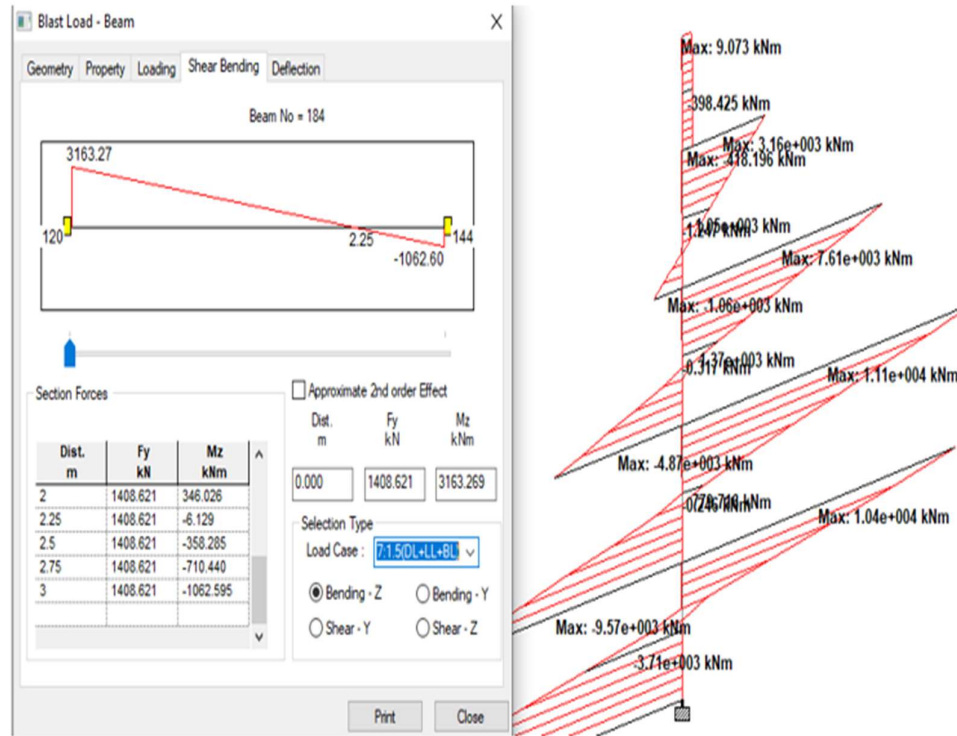 Blast Load - Beam
Geometry Property Loading Shear Bending Deflection
Beam No = 184
3163.27
120
2.25
144
-1062.60
Section Forces
Dist. m Fy kN Mz kNm
2 1408.621 346.026
2.25 1408.621 -6.129
2.5 1408.621 -358.285
2.75 1408.621 -710.440
3 1408.621 -1062.595
Approximate 2nd order Effect
Dist. m Fy kN Mz kNm
0.000 1408.621 3163.269
Selection Type
Load Case : 7:1.5(DL+LL+BL)
Bending - Z Bending - Y
Shear - Y Shear - Z
Print Close
Max: 9.073 kNm
-398.425 kNm
Max: 3.16e+003 kNm
Max: -418.196 kNm
Max: 7.61e+003 kNm
Max: -1.06e+003 kNm
Max: 1.11e+004 kNm
Max: -4.87e+003 kNm
Max: 1.04e+004 kNm
Max: -9.57e+003 kNm
-3.71e+003 kNm